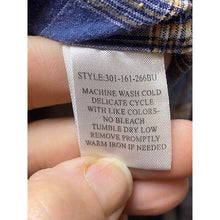 STYLE:301-161-266BU
MACHINE WASH COLD
DELICATE CYCLE
WITH LIKE COLORS-
NO BLEACH
TUMBLE DRY LOW
REMOVE PROMPTLY
WARM IRON IF NEEDED